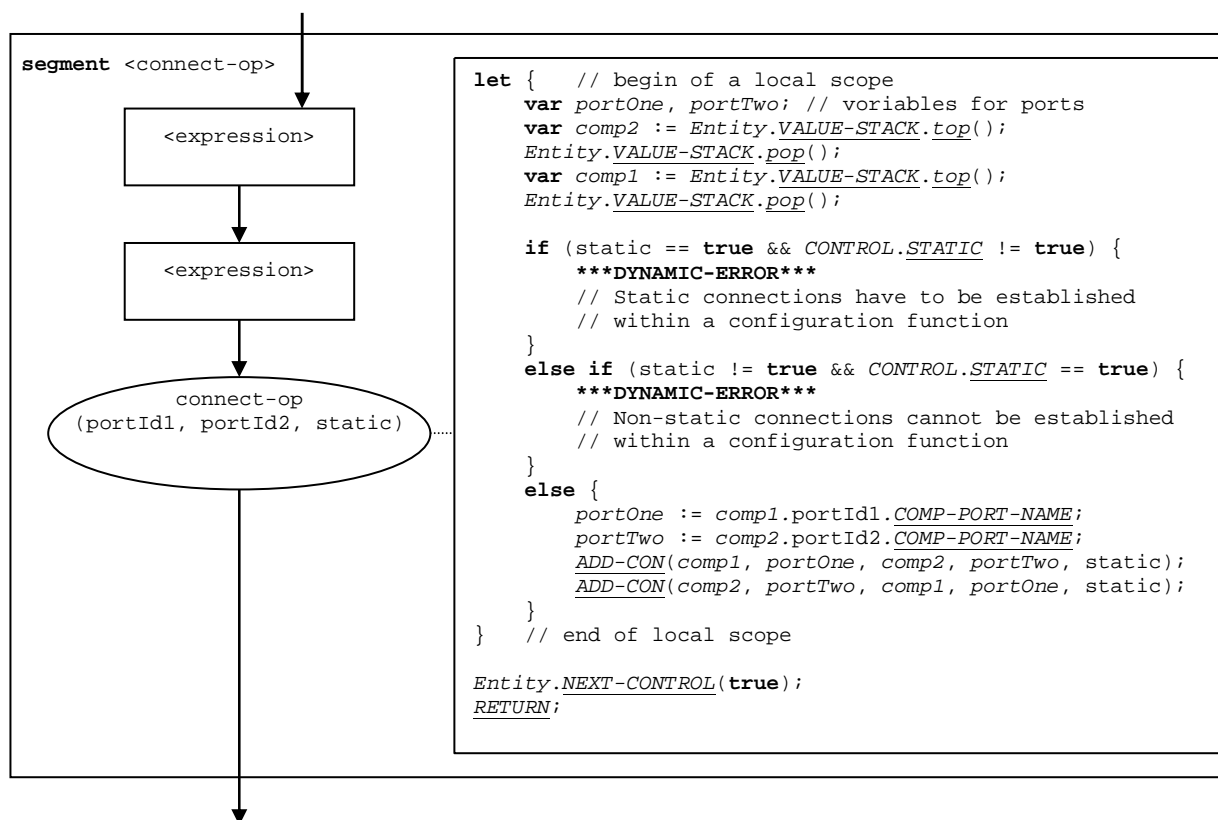 segment <connect-op>
<expression>
<expression>
connect-op
(portId1, portId2, static)
let {   // begin of a local scope
    var portOne, portTwo; // voriables for ports
    var comp2 := Entity.VALUE-STACK.top();
    Entity.VALUE-STACK.pop();
    var comp1 := Entity.VALUE-STACK.top();
    Entity.VALUE-STACK.pop();
    if (static == true && CONTROL.STATIC != true) {
        ***DYNAMIC-ERROR***
        // Static connections have to be established
        // within a configuration function
    }
    else if (static != true && CONTROL.STATIC == true) {
        ***DYNAMIC-ERROR***
        // Non-static connections cannot be established
        // within a configuration function
    }
    else {
        portOne := comp1.portId1.COMP-PORT-NAME;
        portTwo := comp2.portId2.COMP-PORT-NAME;
        ADD-CON(comp1, portOne, comp2, portTwo, static);
        ADD-CON(comp2, portTwo, comp1, portOne, static);
    }
}   // end of local scope
Entity.NEXT-CONTROL(true);
RETURN;